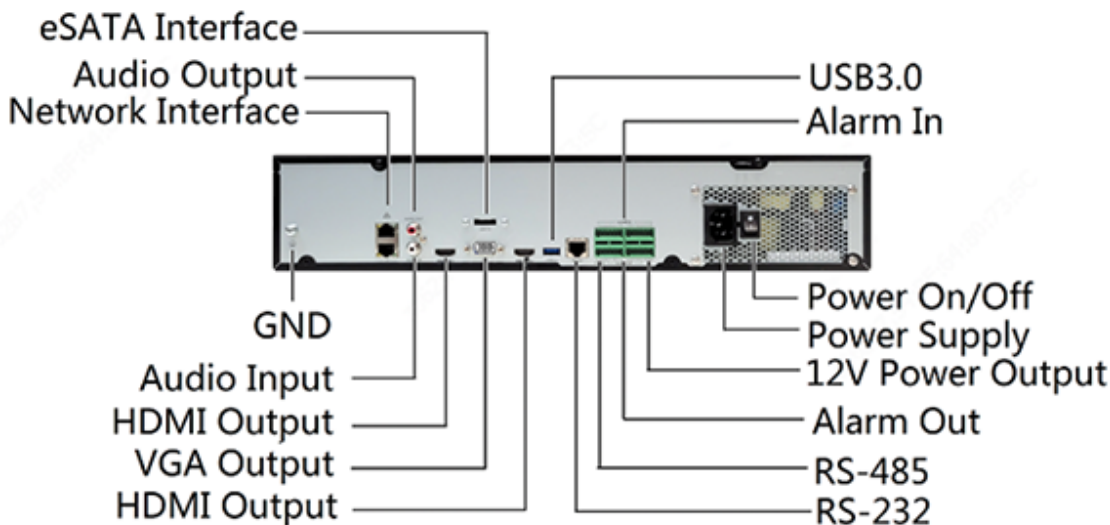 eSATA Interface
Audio Output
Network Interface
USB3.0
Alarm In
GND
Audio Input
HDMI Output
VGA Output
HDMI Output
Power On/Off
Power Supply
12V Power Output
Alarm Out
RS-485
RS-232